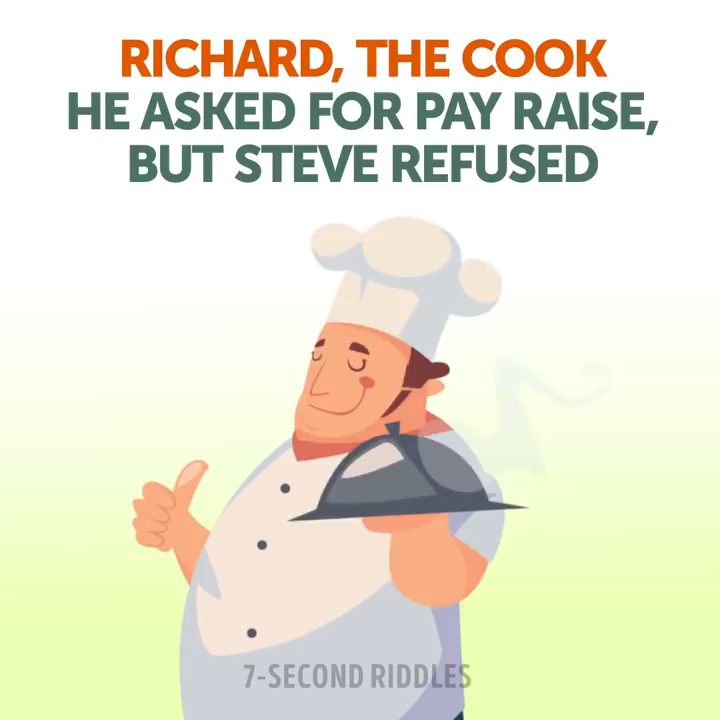 RICHARD, THE COOK
HE ASKED FOR PAY RAISE,
BUT STEVE REFUSED
7-SECOND RIDDLES